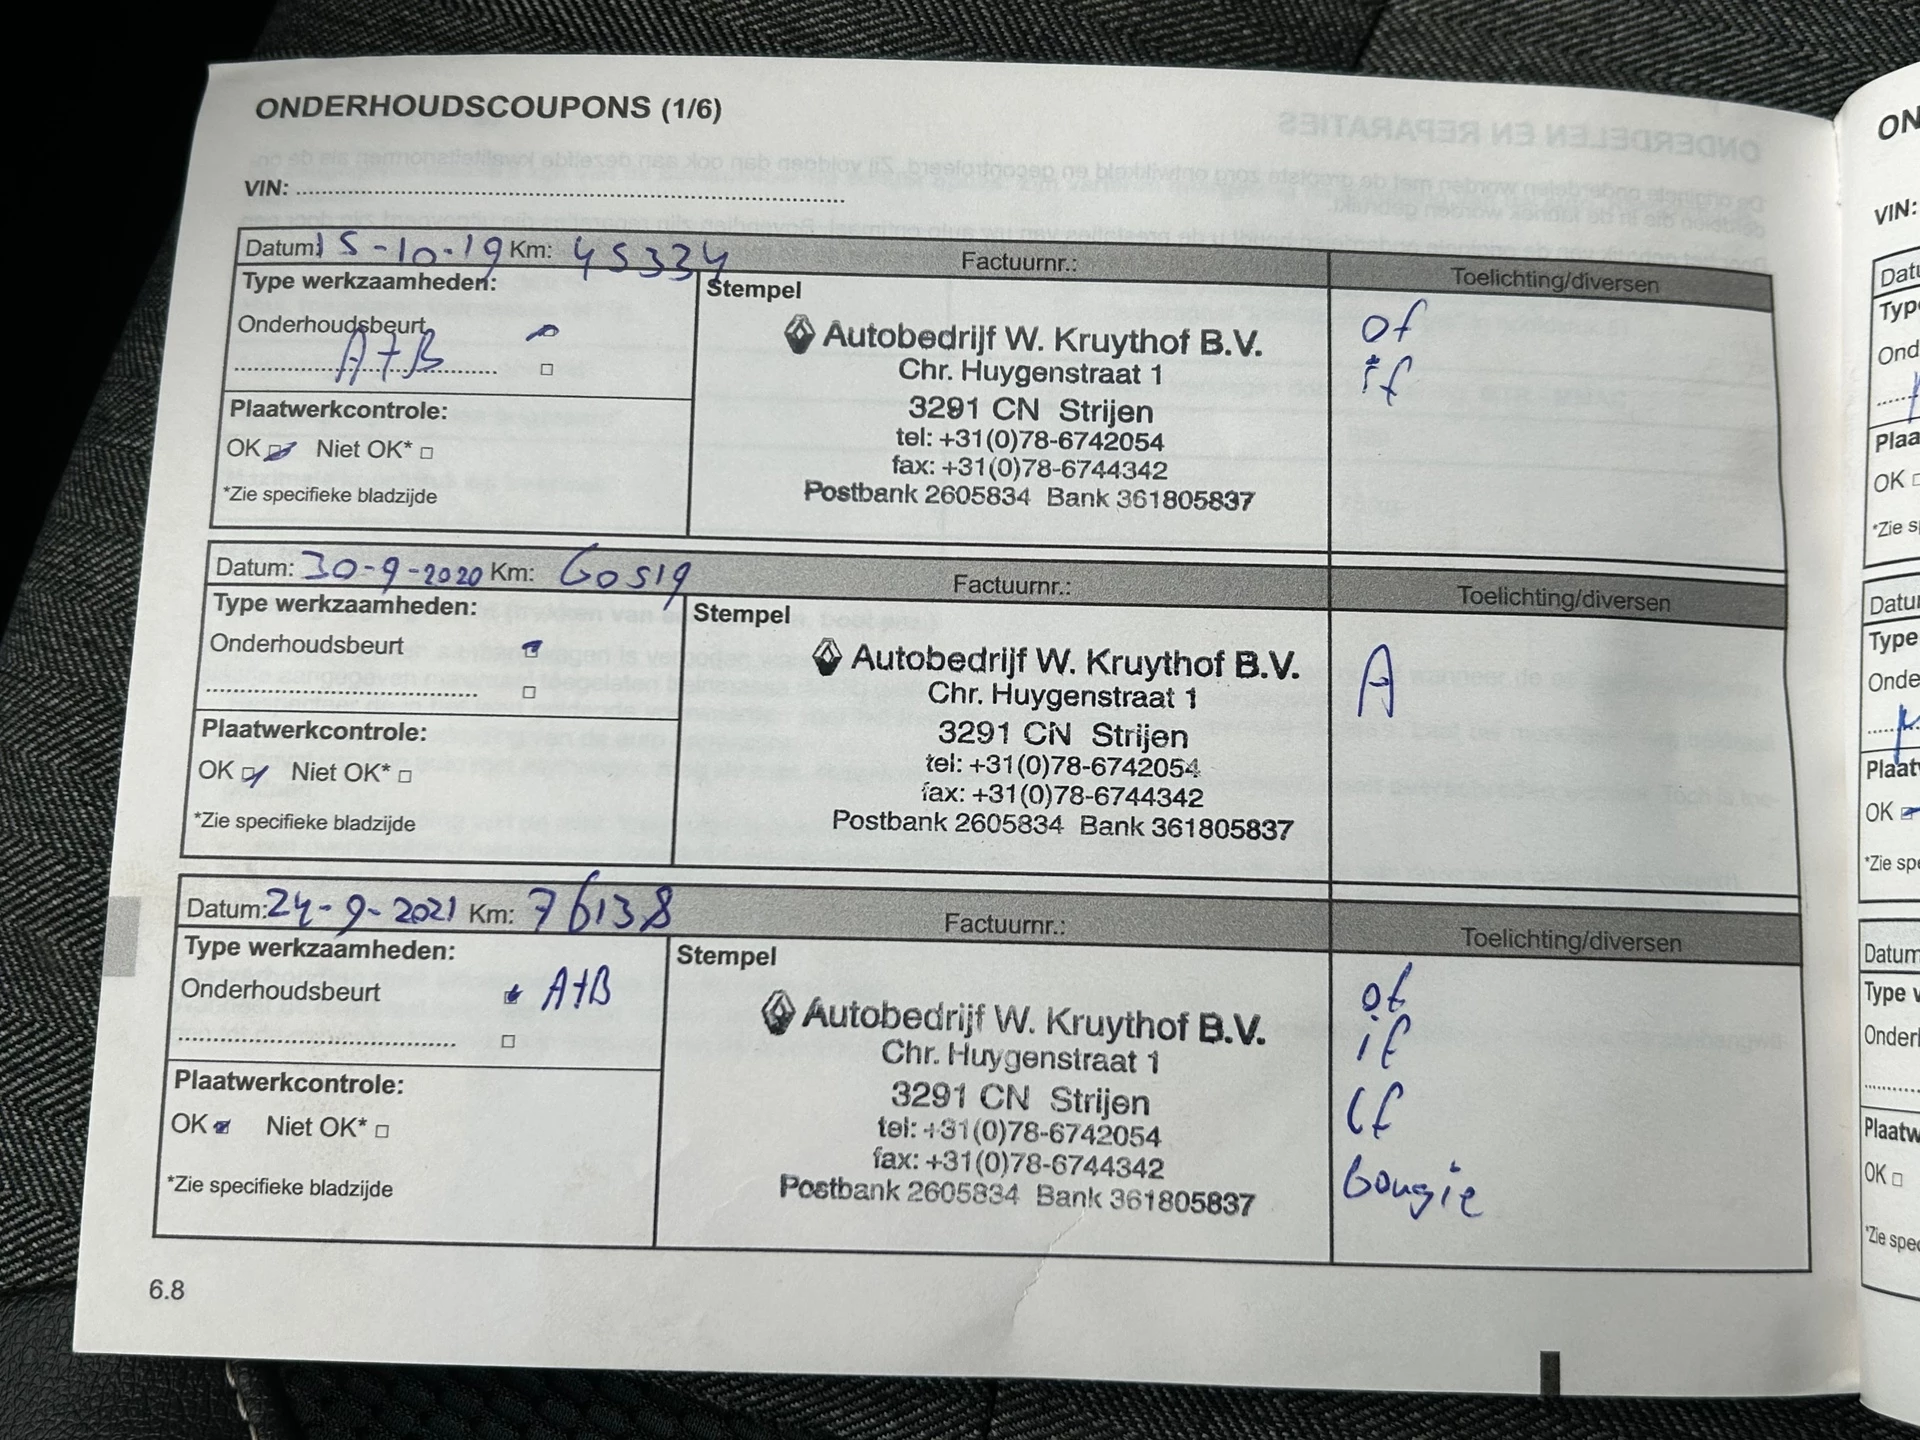 ONDERHOUDSCOUPONS (1/6)
VIN:
Datum: 15-10-19 Km: 45334 Factuurnr.: Toelichting/diversen
Type werkzaamheden:
Stempel
Onderhoudsbeurt
A+B
Plaatwerkcontrole:
OK Niet OK*
*Zie specifieke bladzijde
Autobedrijf W. Kruythof B.V.
Chr. Huygenstraat 1
3291 CN Strijen
tel: +31(0)78-6742054
fax: +31(0)78-6744342
Postbank 2605834 Bank 361805837
of
if
Datum: 30-9-2020 Km: 60519 Factuurnr.: Toelichting/diversen
Type werkzaamheden:
Stempel
Onderhoudsbeurt
Plaatwerkcontrole:
OK Niet OK*
*Zie specifieke bladzijde
Autobedrijf W. Kruythof B.V.
Chr. Huygenstraat 1
3291 CN Strijen
tel: +31(0)78-6742054
fax: +31(0)78-6744342
Postbank 2605834 Bank 361805837
A
Datum: 24-9-2021 Km: 76138 Factuurnr.: Toelichting/diversen
Type werkzaamheden:
Stempel
Onderhoudsbeurt A+B
Plaatwerkcontrole:
OK Niet OK*
*Zie specifieke bladzijde
Autobedrijf W. Kruythof B.V.
Chr. Huygenstraat 1
3291 CN Strijen
tel: +31(0)78-6742054
fax: +31(0)78-6744342
Postbank 2605834 Bank 361805837
of
if
lf
bougie
6.8
VIN:
OK
OK
OK